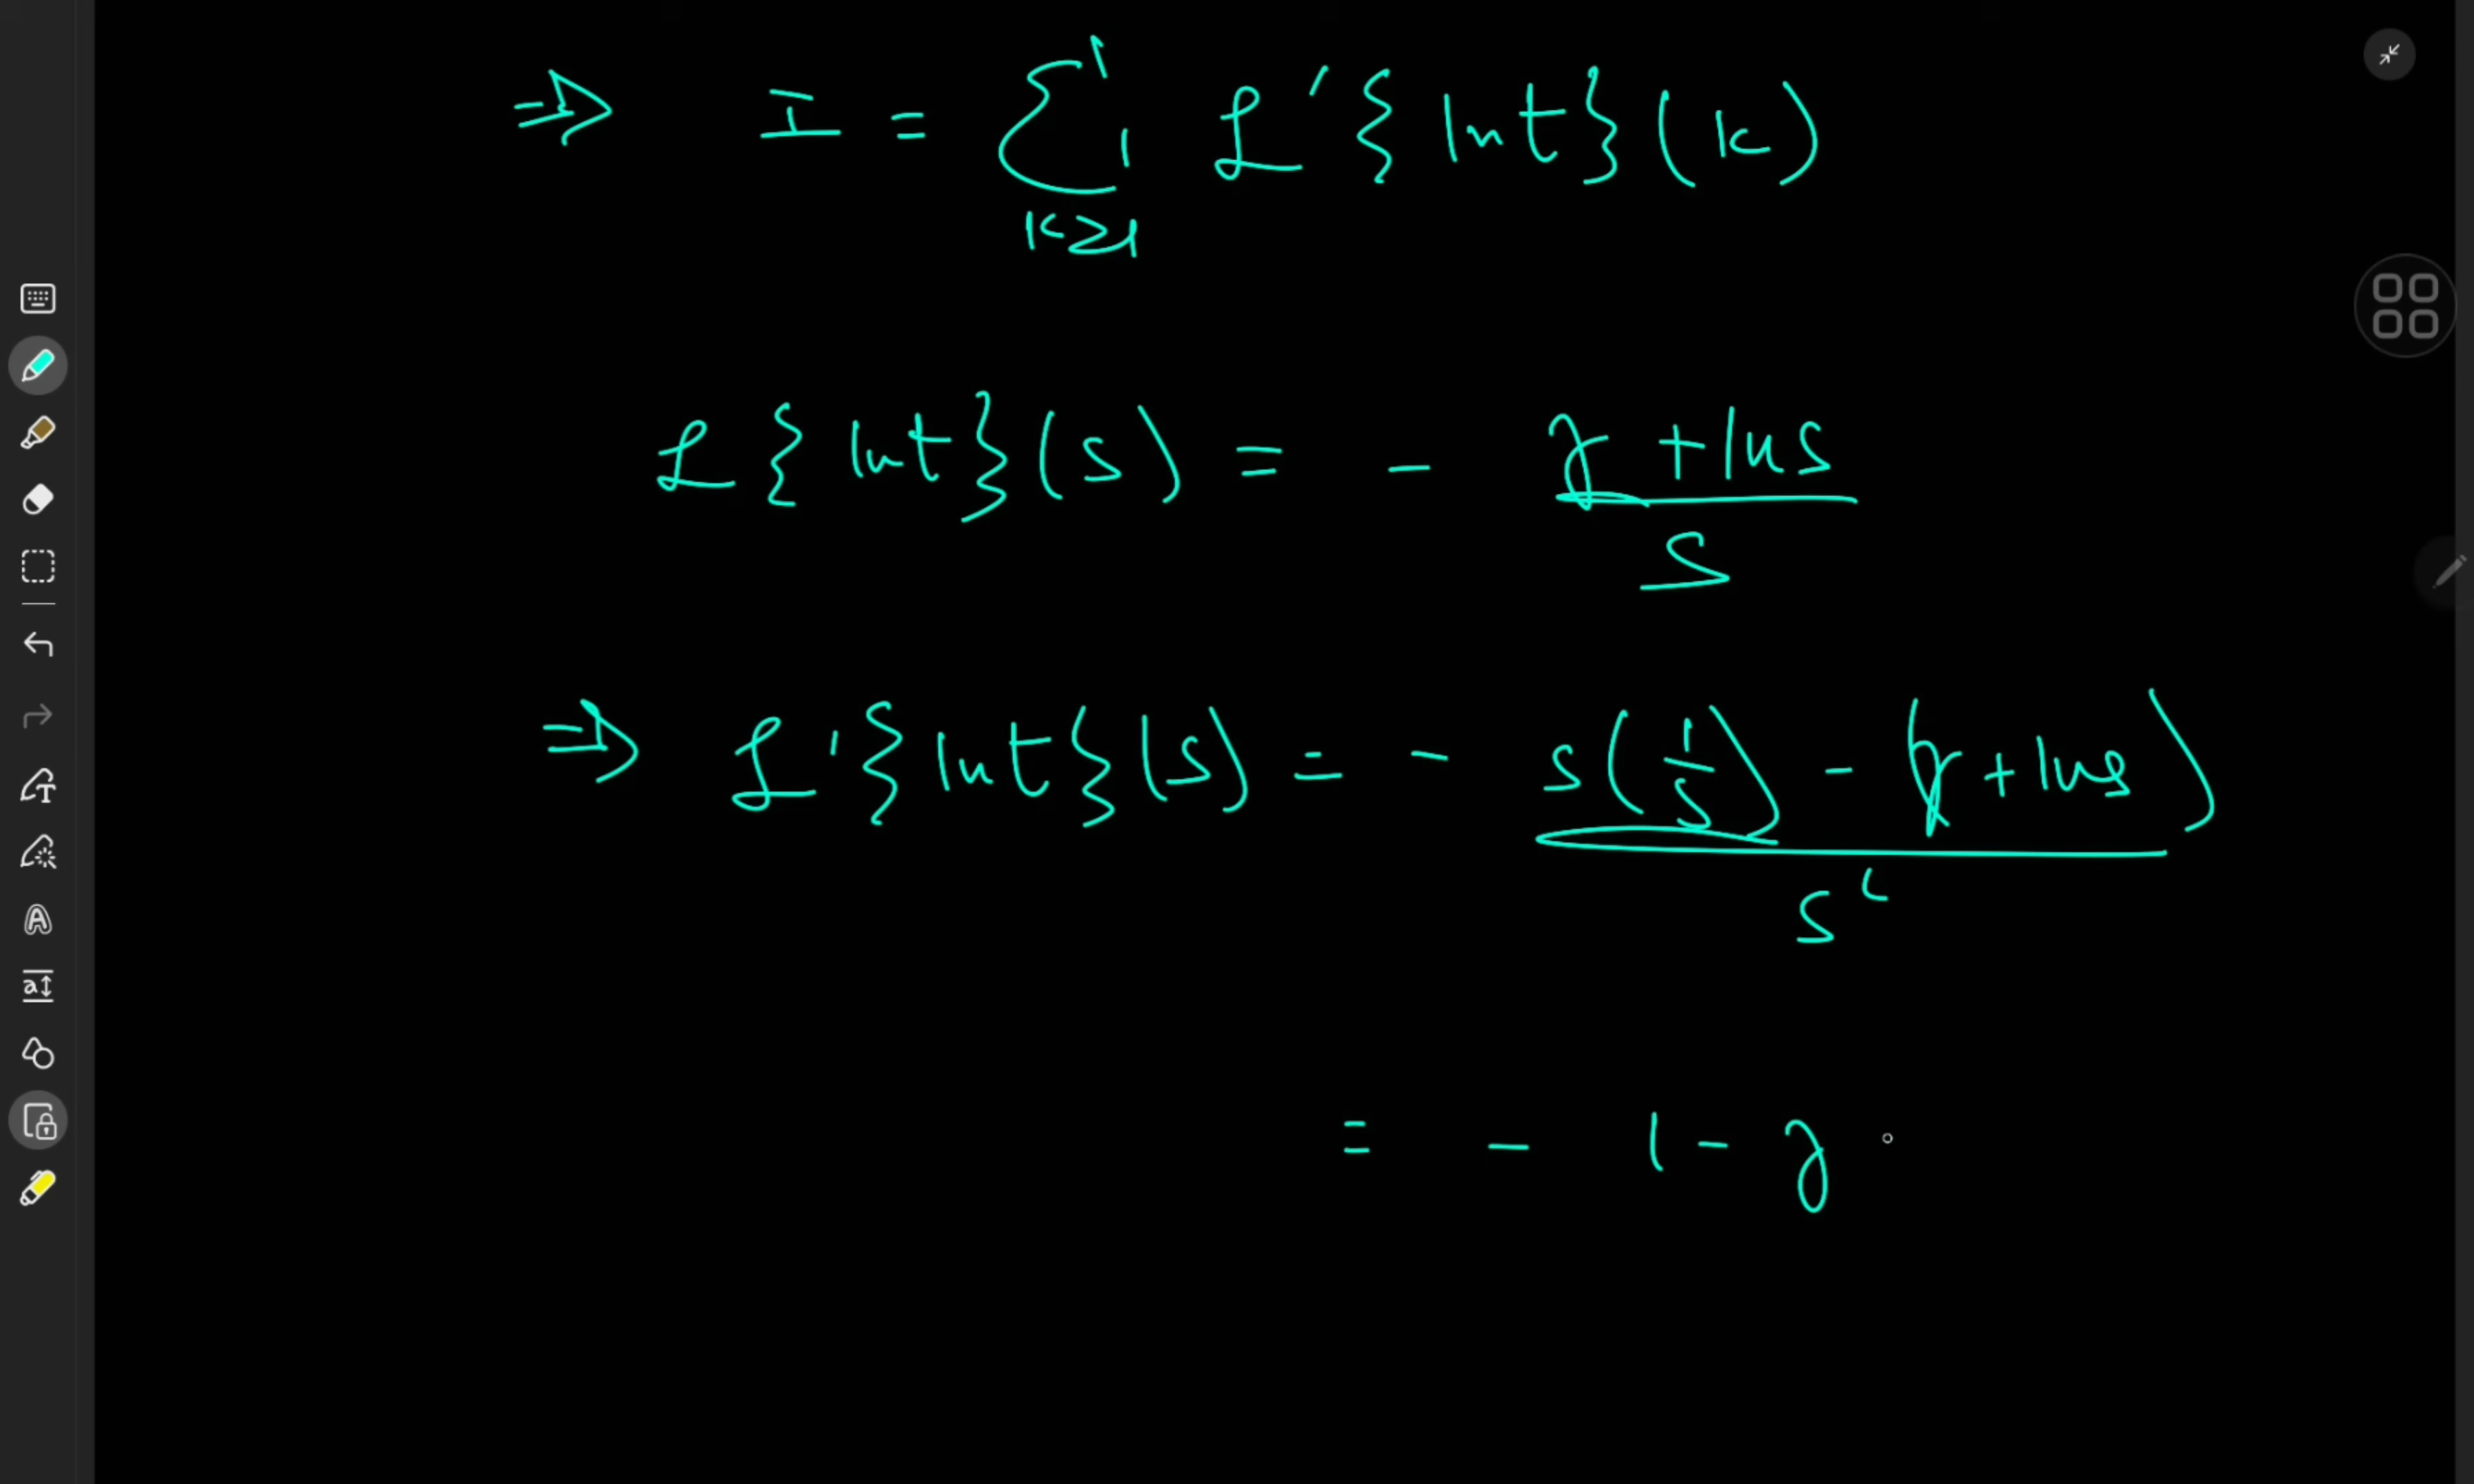 ⇒ I = ∑_{k≥1} ℒ'{ln t}(k)
ℒ{ln t}(s) = - (γ + ln s)/s
⇒ ℒ'{ln t}(s) = - (s(1/s) - (γ + ln s))/s²
= - 1 - γ